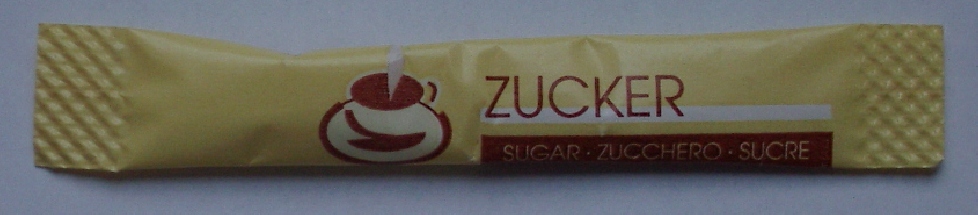 ZUCKER
SUGAR · ZUCCHERO · SUCRE